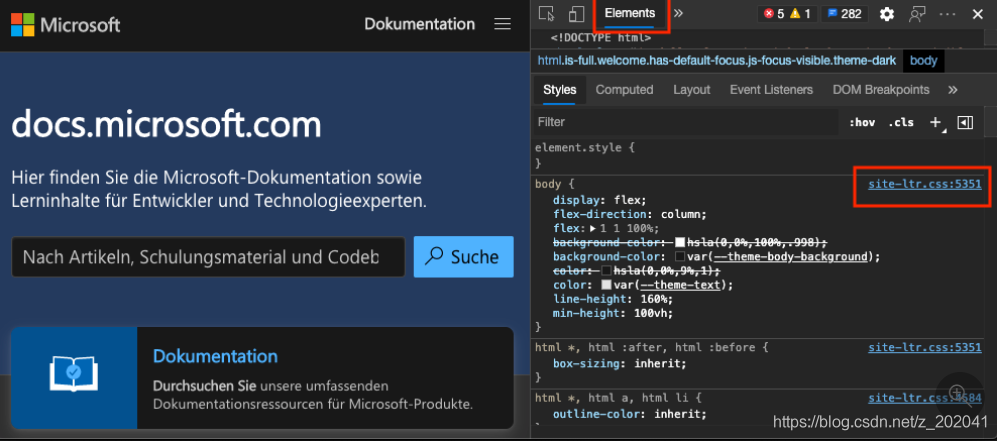 Microsoft
Dokumentation
docs.microsoft.com
Hier finden Sie die Microsoft-Dokumentation sowie
Lerninhalte für Entwickler und Technologieexperten.
Nach Artikeln, Schulungsmaterial und Codeb
Suche
Dokumentation
Durchsuchen Sie unsere umfassenden
Dokumentationsressourcen für Microsoft-Produkte.
Elements » 5 1 282
<!DOCTYPE html>
html.is-full.welcome.has-default-focus.js-focus-visible.theme-dark body
Styles Computed Layout Event Listeners DOM Breakpoints »
Filter :hov .cls +
element.style {
}
body { site-ltr.css:5351
display: flex;
flex-direction: column;
flex: 1 1 100%;
background-color: hsla(0,0%,100%,.998);
background-color: var(--theme-body-background);
color: hsla(0,0%,9%,1);
color: var(--theme-text);
line-height: 160%;
min-height: 100vh;
}
html *, html :after, html :before { site-ltr.css:5351
box-sizing: inherit;
}
html *, html a, html li { site-ltr.css:4584
outline-color: inherit;
https://blog.csdn.net/z_202041